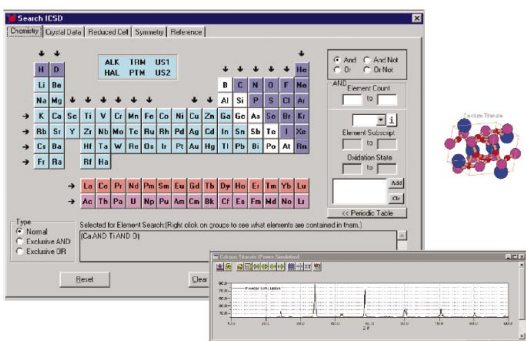 Search ICSD
Chemistry Crystal Data Reduced Cell Symmetry Reference
ALK TRM US1
HAL PTM US2
And And Not
Or Or Not
AND
Element Count
to
Element Subscript
to
Oxidation State
to
Add
<< Periodic Table
H D He
Li Be B C N O F Ne
Na Mg Al Si P S Cl Ar
K Ca Sc Ti V Cr Mn Fe Co Ni Cu Zn Ga Ge As Se Br Kr
Rb Sr Y Zr Nb Mo Tc Ru Rh Pd Ag Cd In Sn Sb Te I Xe
Cs Ba Hf Ta W Re Os Ir Pt Au Hg Tl Pb Bi Po At Rn
Fr Ra Rf Ha
La Ce Pr Nd Pm Sm Eu Gd Tb Dy Ho Er Tm Yb Lu
Ac Th Pa U Np Pu Am Cm Bk Cf Es Fm Md No Lr
Type
Normal
Exclusive AND
Exclusive OR
Selected for Element Search:(Right click on groups to see what elements are contained in them.)
(Ca AND Ti AND O)
Reset Clear
Calcium Titanate